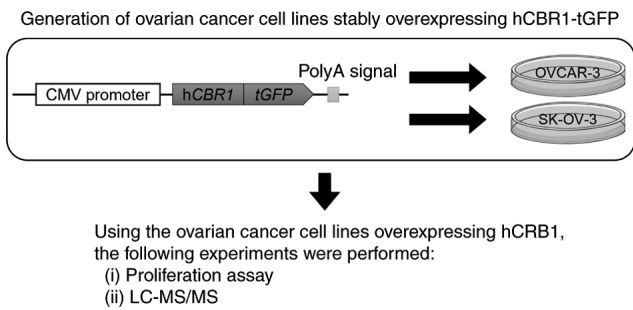 Generation of ovarian cancer cell lines stably overexpressing hCBR1-tGFP
PolyA signal
CMV promoter
hCBR1
tGFP
OVCAR-3
SK-OV-3
Using the ovarian cancer cell lines overexpressing hCRB1,
the following experiments were performed:
(i) Proliferation assay
(ii) LC-MS/MS